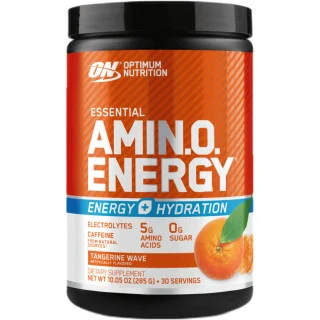 ON OPTIMUM
NUTRITION
ESSENTIAL
AMIN.O.
ENERGY
ENERGY + HYDRATION
ELECTROLYTES
CAFFEINE
FROM NATURAL
SOURCES
5G
AMINO
ACIDS
0G
SUGAR
TANGERINE WAVE
ARTIFICIALLY FLAVORED
DIETARY SUPPLEMENT
NET WT. 10.05 OZ (285 G) • 30 SERVINGS